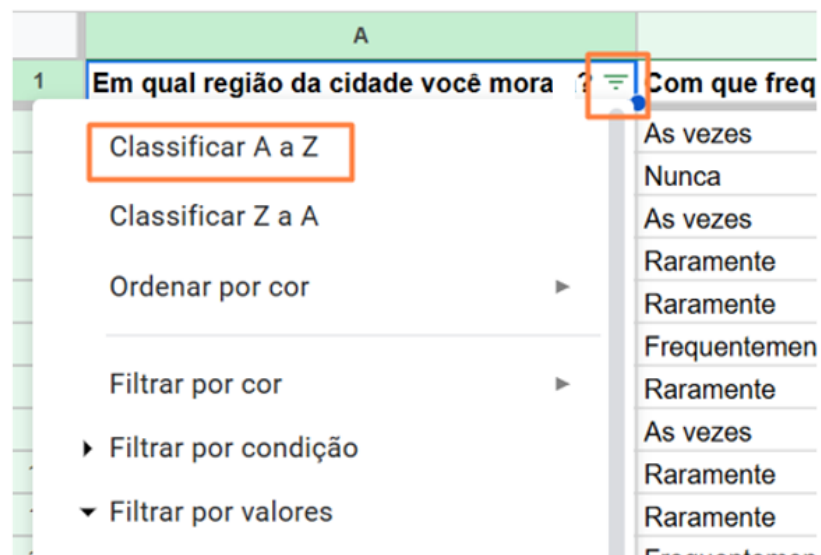 A
1 Em qual região da cidade você mora ? Com que freq
Classificar A a Z
As vezes
Nunca
Classificar Z a A
As vezes
Raramente
Ordenar por cor
Raramente
Frequentemen
Filtrar por cor
Raramente
As vezes
Filtrar por condição
Raramente
Filtrar por valores
Raramente